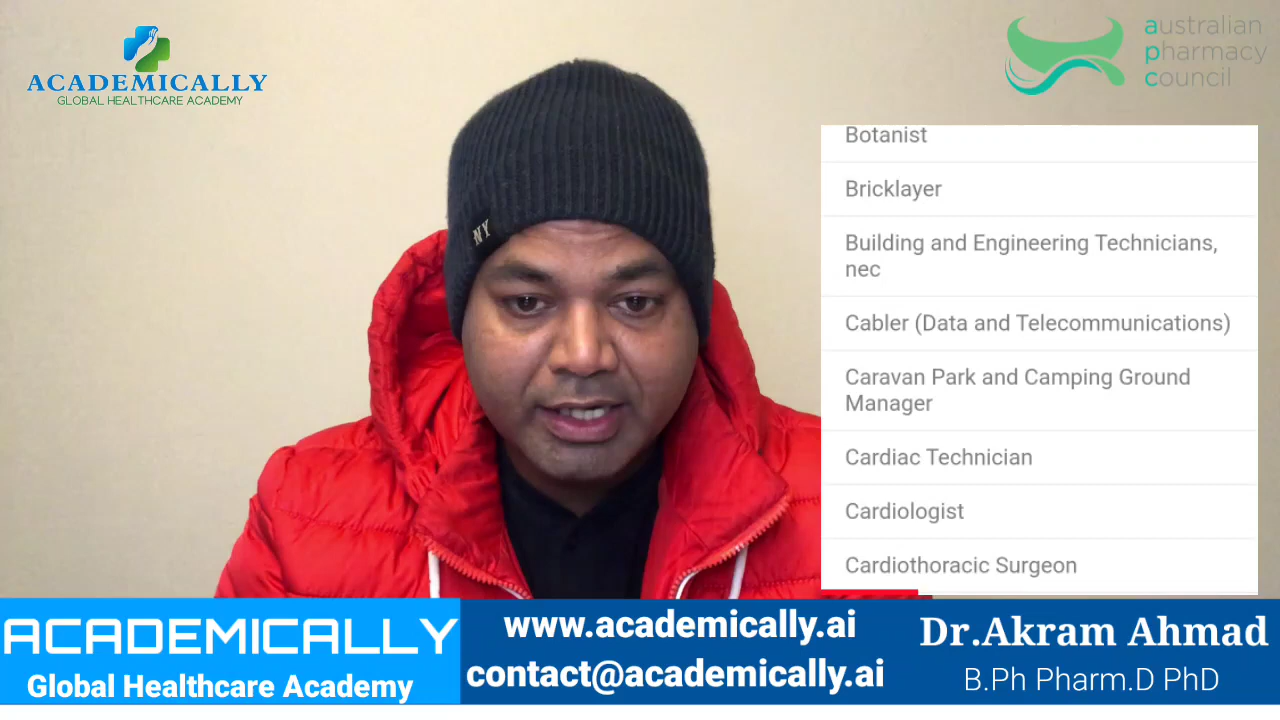 ACADEMICALLY
GLOBAL HEALTHCARE ACADEMY
australian
pharmacy
council
NY
Botanist
Bricklayer
Building and Engineering Technicians,
nec
Cabler (Data and Telecommunications)
Caravan Park and Camping Ground
Manager
Cardiac Technician
Cardiologist
Cardiothoracic Surgeon
ACADEMICALLY
Global Healthcare Academy
www.academically.ai
contact@academically.ai
Dr.Akram Ahmad
B.Ph Pharm.D PhD